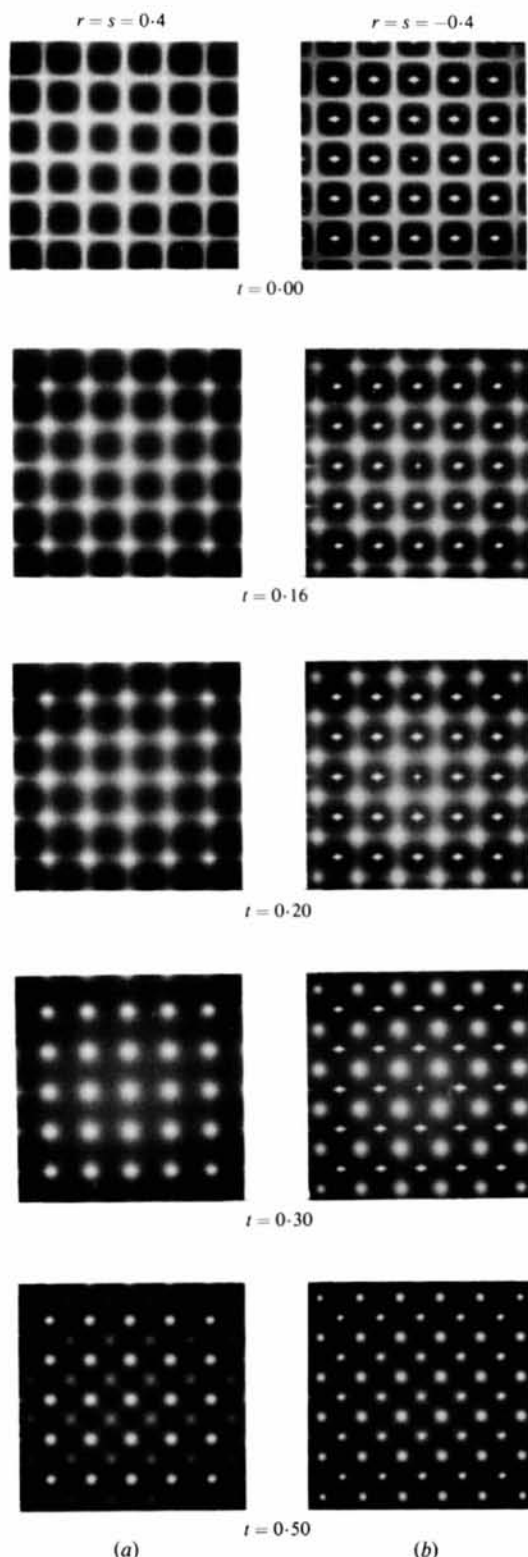 r = s = 0·4 r = s = −0·4
t = 0·00
t = 0·16
t = 0·20
t = 0·30
t = 0·50
(a) (b)